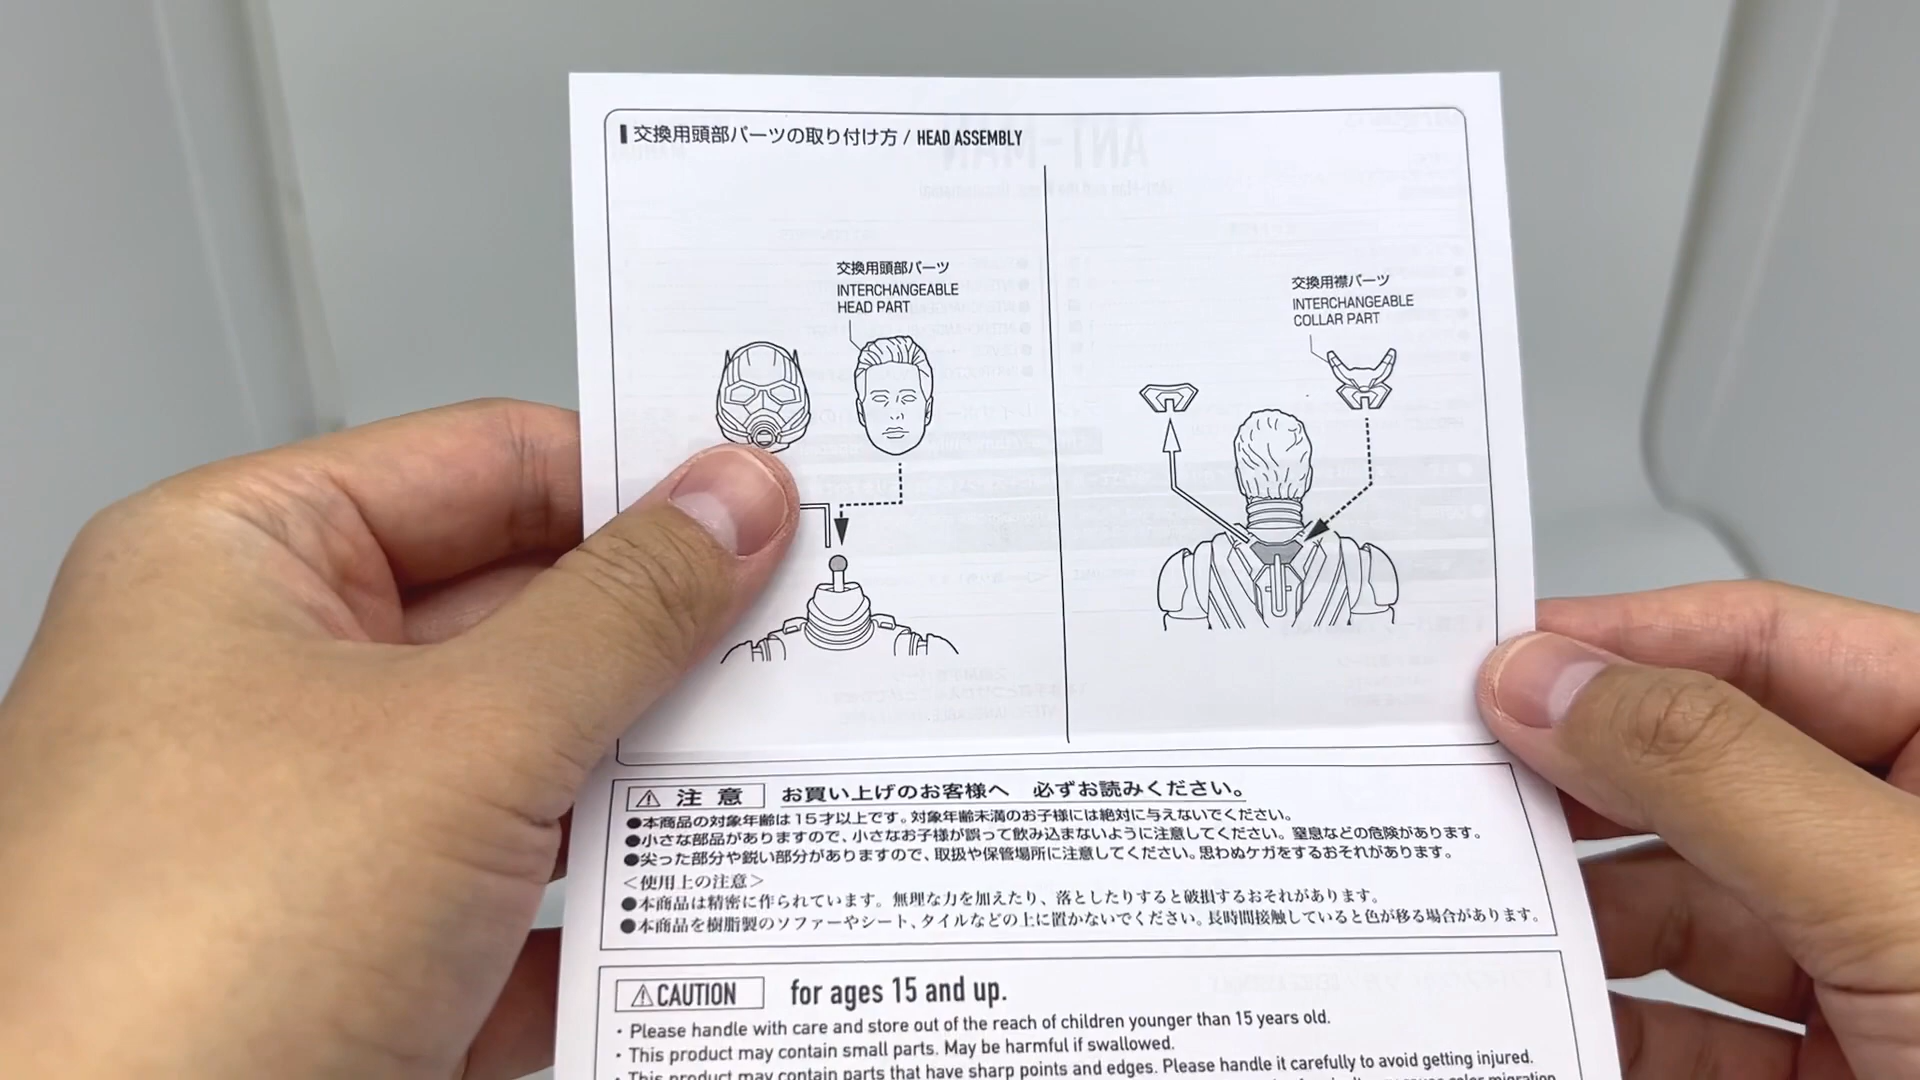 交換用頭部パーツの取り付け方 / HEAD ASSEMBLY
交換用頭部パーツ
INTERCHANGEABLE
HEAD PART
交換用襟パーツ
INTERCHANGEABLE
COLLAR PART
⚠ 注 意 お買い上げのお客様へ 必ずお読みください。
●本商品の対象年齢は15才以上です。対象年齢未満のお子様には絶対に与えないでください。
●小さな部品がありますので、小さなお子様が誤って飲み込まないように注意してください。窒息などの危険があります。
●尖った部分や鋭い部分がありますので、取扱や保管場所に注意してください。思わぬケガをするおそれがあります。
＜使用上の注意＞
●本商品は精密に作られています。無理な力を加えたり、落としたりすると破損するおそれがあります。
●本商品を樹脂製のソファーやシート、タイルなどの上に置かないでください。長時間接触していると色が移る場合があります。
⚠CAUTION for ages 15 and up.
・Please handle with care and store out of the reach of children younger than 15 years old.
・This product may contain small parts. May be harmful if swallowed.
・This product may contain parts that have sharp points and edges. Please handle it carefully to avoid getting injured.
color migration